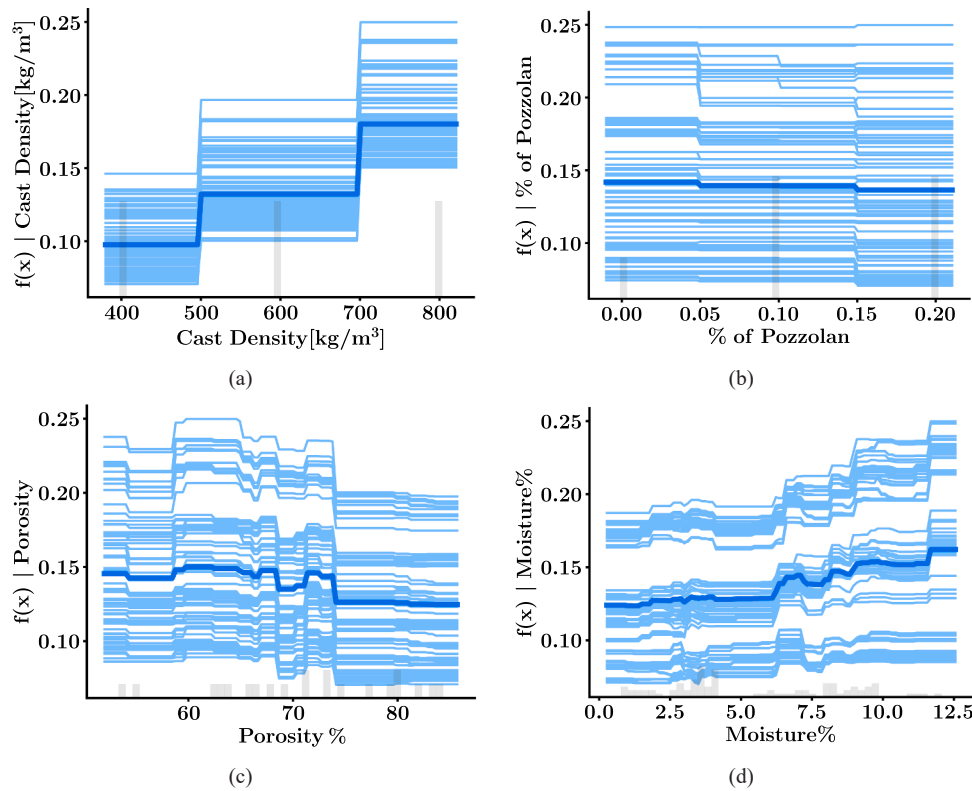 f(x) | Cast Density[kg/m³]
0.25
0.20
0.15
0.10
400 500 600 700 800
Cast Density[kg/m³]
(a)
f(x) | % of Pozzolan
0.25
0.20
0.15
0.10
0.00 0.05 0.10 0.15 0.20
% of Pozzolan
(b)
f(x) | Porosity
0.25
0.20
0.15
0.10
60 70 80
Porosity %
(c)
f(x) | Moisture%
0.25
0.20
0.15
0.10
0.0 2.5 5.0 7.5 10.0 12.5
Moisture%
(d)